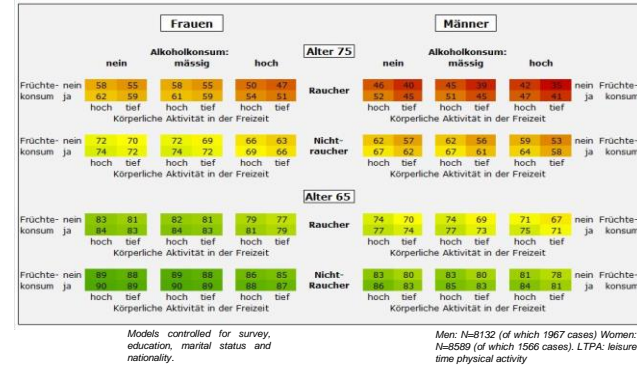 Frauen Männer
Alter 75
Alkoholkonsum: Alkoholkonsum:
nein mässig hoch nein mässig hoch
Früchte- nein 58 55 58 55 50 47 Raucher 46 40 45 39 42 35 nein Früchte-
konsum ja 62 59 61 59 54 51 52 45 51 45 47 41 ja konsum
hoch tief hoch tief hoch tief hoch tief hoch tief hoch tief
Körperliche Aktivität in der Freizeit Körperliche Aktivität in der Freizeit
Früchte- nein 72 70 72 69 66 63 Nicht- 62 57 62 56 59 53 nein Früchte-
konsum ja 74 72 74 72 69 66 raucher 67 62 67 61 64 58 ja konsum
hoch tief hoch tief hoch tief hoch tief hoch tief hoch tief
Körperliche Aktivität in der Freizeit Körperliche Aktivität in der Freizeit
Alter 65
Früchte- nein 83 81 82 81 79 77 Raucher 74 70 74 69 71 67 nein Früchte-
konsum ja 84 83 84 83 81 79 77 74 77 73 75 71 ja konsum
hoch tief hoch tief hoch tief hoch tief hoch tief hoch tief
Körperliche Aktivität in der Freizeit Körperliche Aktivität in der Freizeit
Früchte- nein 89 88 89 88 86 85 Nicht- 83 80 83 80 81 78 nein Früchte-
konsum ja 90 89 90 89 88 87 Raucher 86 83 85 83 84 81 ja konsum
hoch tief hoch tief hoch tief hoch tief hoch tief hoch tief
Körperliche Aktivität in der Freizeit Körperliche Aktivität in der Freizeit
Models controlled for survey,
education, marital status and
nationality.
Men: N=8132 (of which 1967 cases) Women:
N=8589 (of which 1566 cases). LTPA: leisure
time physical activity